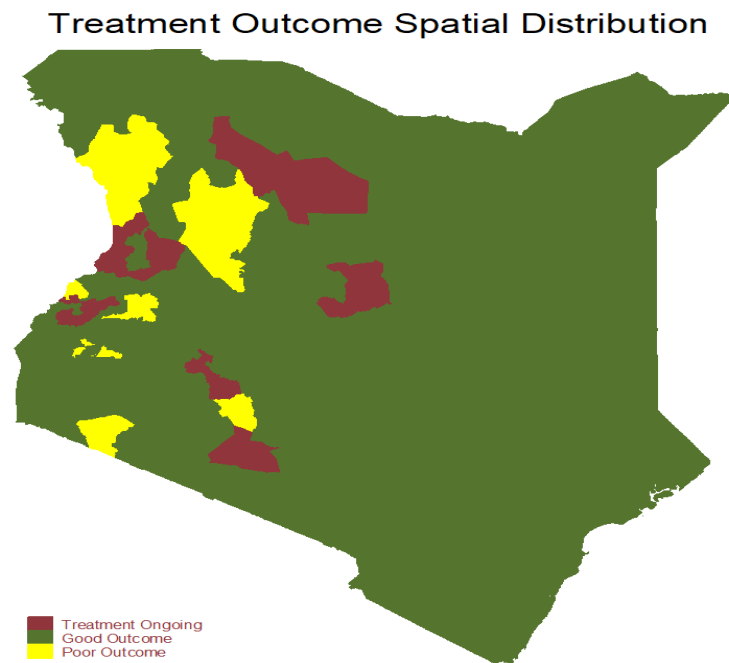 Treatment Outcome Spatial Distribution
Treatment Ongoing
Good Outcome
Poor Outcome